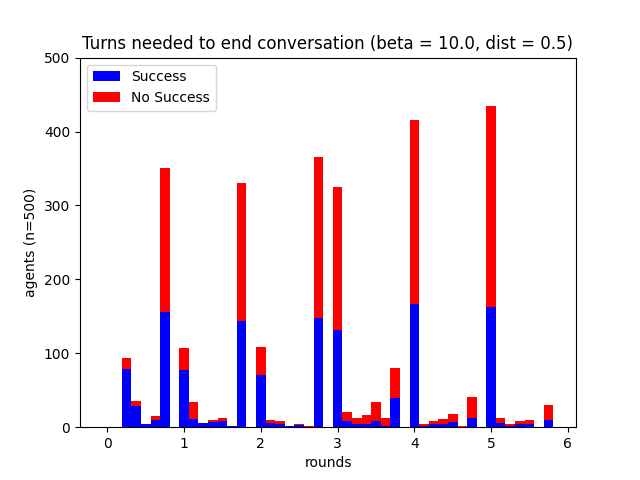 Turns needed to end conversation (beta = 10.0, dist = 0.5)
Success
No Success
500
400
300
200
100
0
agents (n=500)
0 1 2 3 4 5 6
rounds